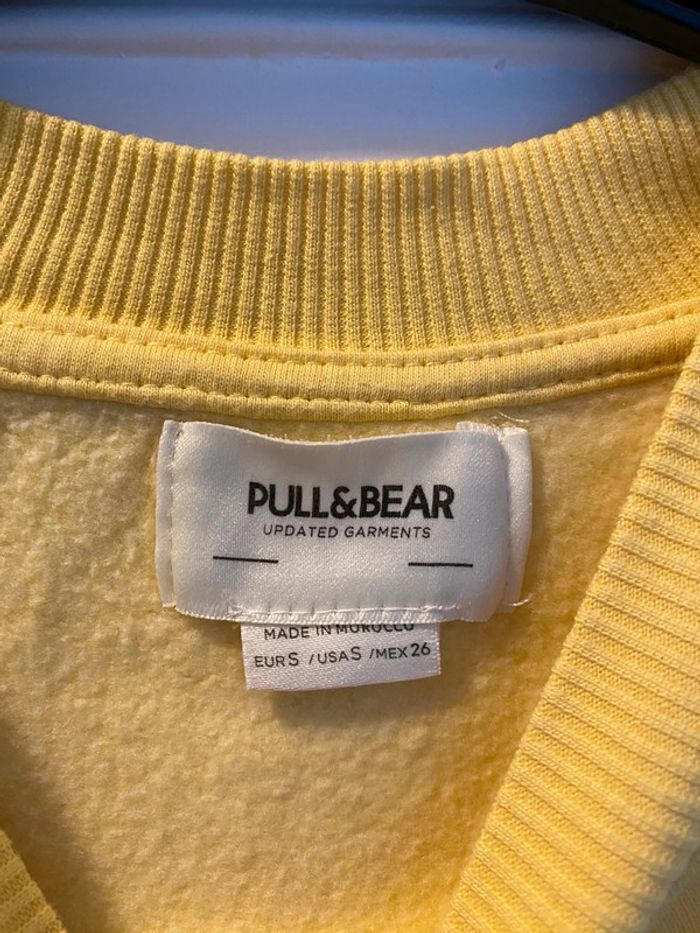 PULL&BEAR
UPDATED GARMENTS
MADE IN MOROCCO
EUR S / USA S / MEX 26